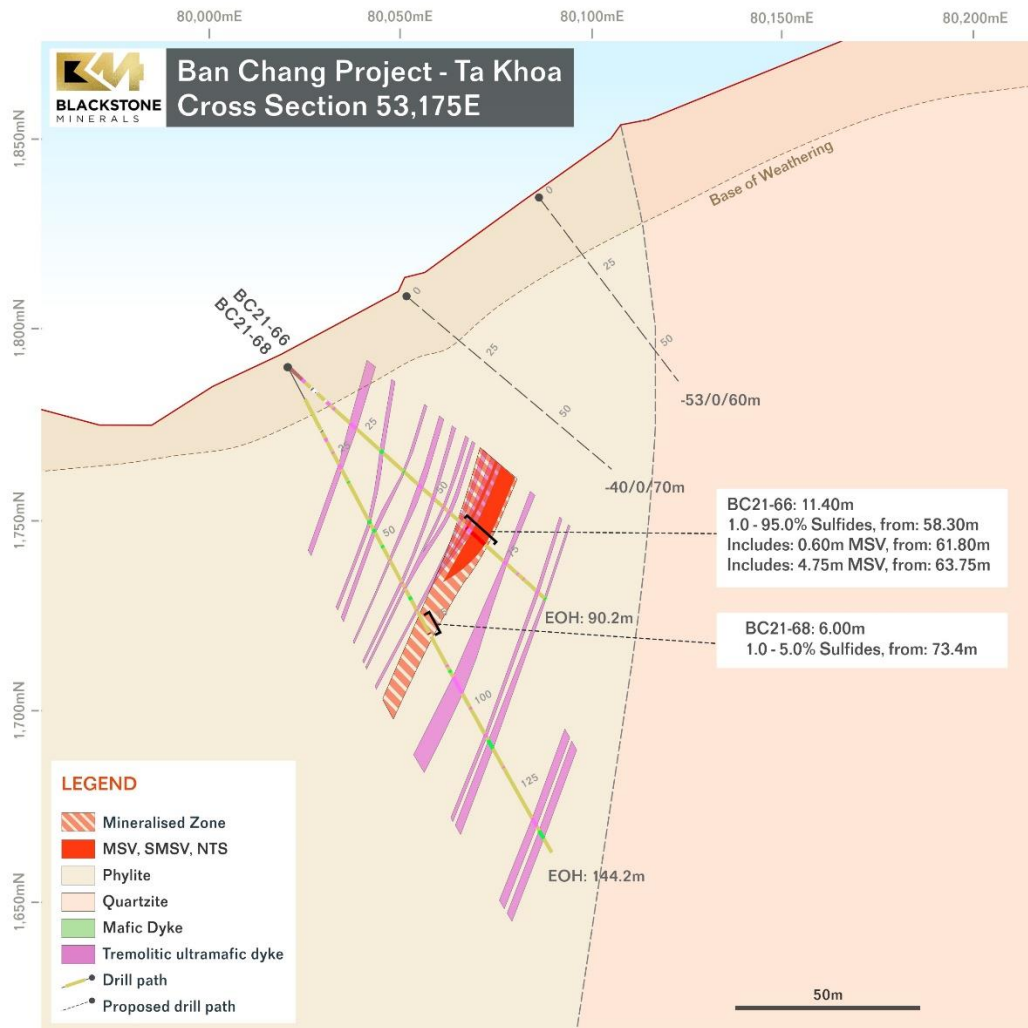 80,000mE
80,050mE
80,100mE
80,150mE
80,200mE
BLACKSTONE
MINERALS
Ban Chang Project - Ta Khoa
Cross Section 53,175E
1,850mN
1,800mN
1,750mN
1,700mN
1,650mN
Base of Weathering
0
25
50
-53/0/60m
0
25
50
-40/0/70m
BC21-66
BC21-68
25
50
75
EOH: 90.2m
25
50
75
100
125
EOH: 144.2m
BC21-66: 11.40m
1.0 - 95.0% Sulfides, from: 58.30m
Includes: 0.60m MSV, from: 61.80m
Includes: 4.75m MSV, from: 63.75m
BC21-68: 6.00m
1.0 - 5.0% Sulfides, from: 73.4m
LEGEND
Mineralised Zone
MSV, SMSV, NTS
Phylite
Quartzite
Mafic Dyke
Tremolitic ultramafic dyke
Drill path
Proposed drill path
50m